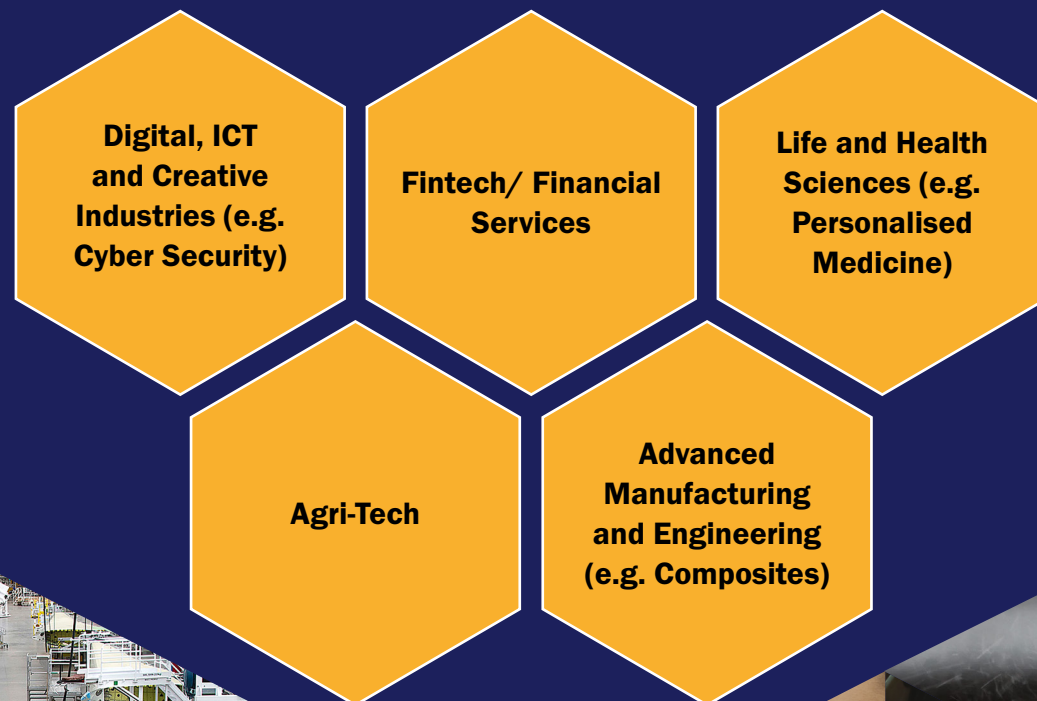 Digital, ICT
and Creative
Industries (e.g.
Cyber Security)
Fintech/ Financial
Services
Life and Health
Sciences (e.g.
Personalised
Medicine)
Agri-Tech
Advanced
Manufacturing
and Engineering
(e.g. Composites)